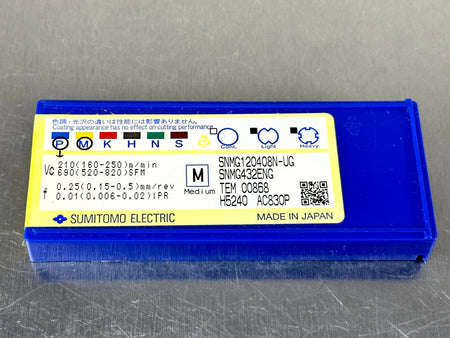 色調・光沢の違いは性能には影響ありません。
Coating appearance has no effect on cutting performance.
P M K H N S Cont. Light Heavy
Vc 210(160-250)m/min
690(520-820)SFM
f 0.25(0.15-0.5)mm/rev
0.01(0.006-0.02)IPR
M
Medium
SNMG120408N-UG
SNMG432ENG
TEM 00868
H5240 AC830P
SUMITOMO ELECTRIC
MADE IN JAPAN